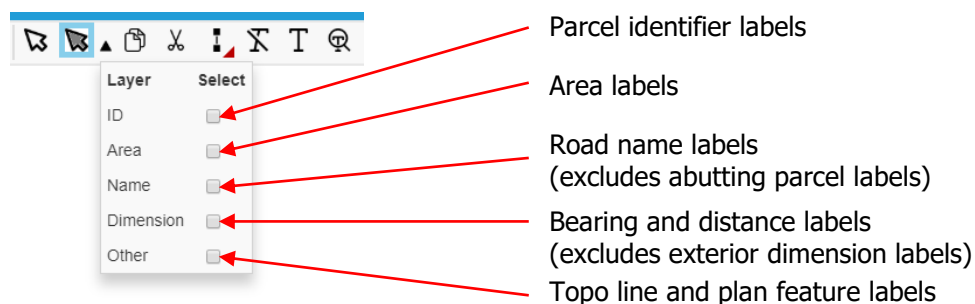 Parcel identifier labels
T T
Layer Select
ID
Area labels
Area
Name
Road name labels
(excludes abutting parcel labels)
Dimension
Bearing and distance labels
(excludes exterior dimension labels)
Other
Topo line and plan feature labels